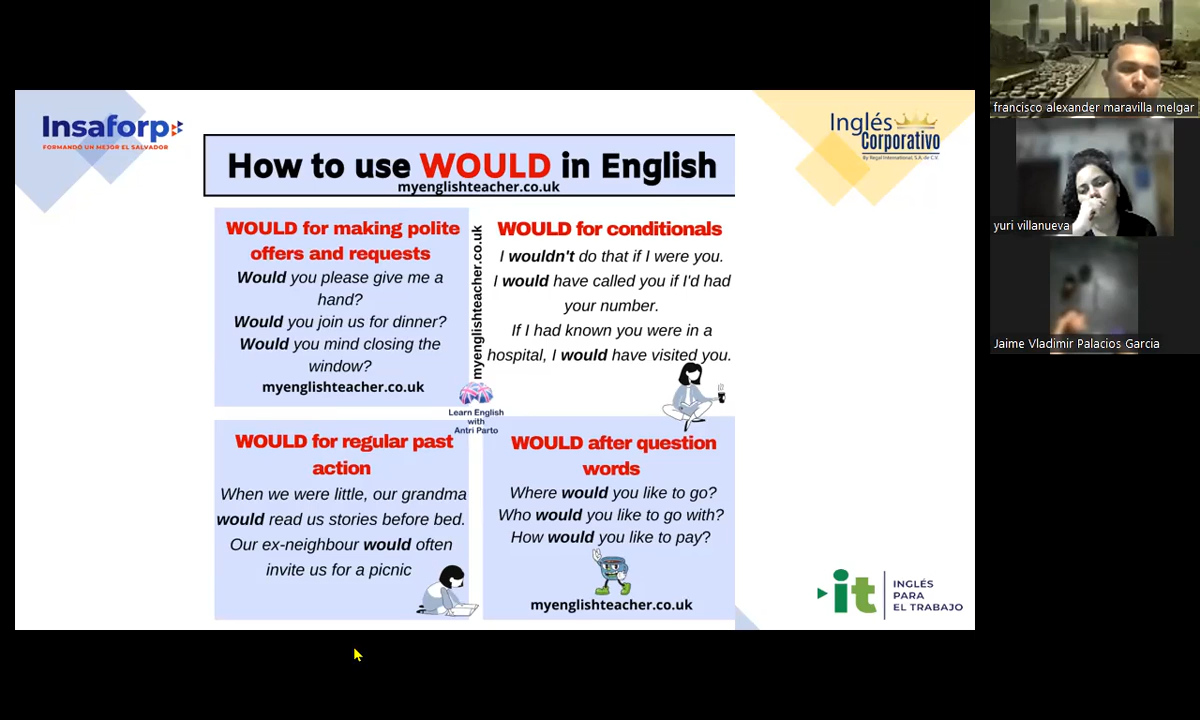 Insaforp
FORMANDO UN MEJOR EL SALVADOR
Inglés
Corporativo
By Regal International, S.A. de C.V.
How to use WOULD in English
myenglishteacher.co.uk
WOULD for making polite
offers and requests
Would you please give me a
hand?
Would you join us for dinner?
Would you mind closing the
window?
myenglishteacher.co.uk
myenglishteacher.co.uk
WOULD for conditionals
I wouldn't do that if I were you.
I would have called you if I'd had
your number.
If I had known you were in a
hospital, I would have visited you.
Learn English
with
Antri Parto
WOULD for regular past
action
When we were little, our grandma
would read us stories before bed.
Our ex-neighbour would often
invite us for a picnic
WOULD after question
words
Where would you like to go?
Who would you like to go with?
How would you like to pay?
myenglishteacher.co.uk
it
INGLÉS
PARA
EL TRABAJO
francisco alexander maravilla melgar
yuri villanueva
Jaime Vladimir Palacios Garcia